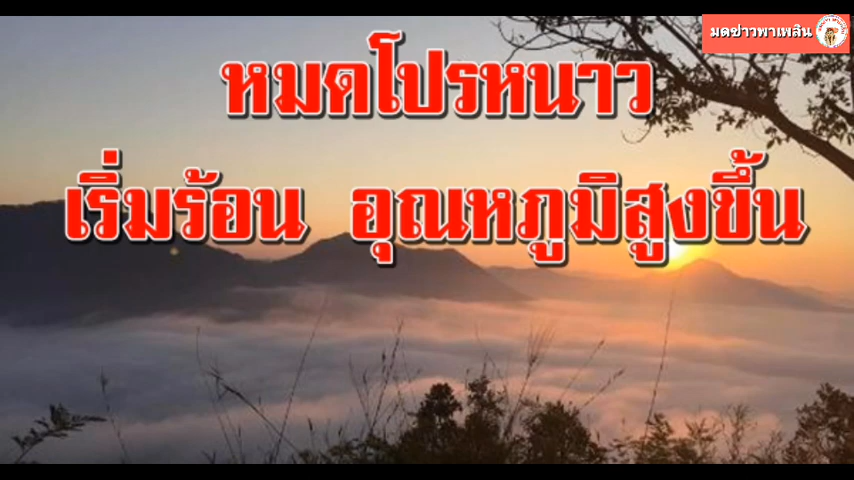 มดข่าวพาเพลิน
หมดโปรหนาว
เริ่มร้อน อุณหภูมิสูงขึ้น